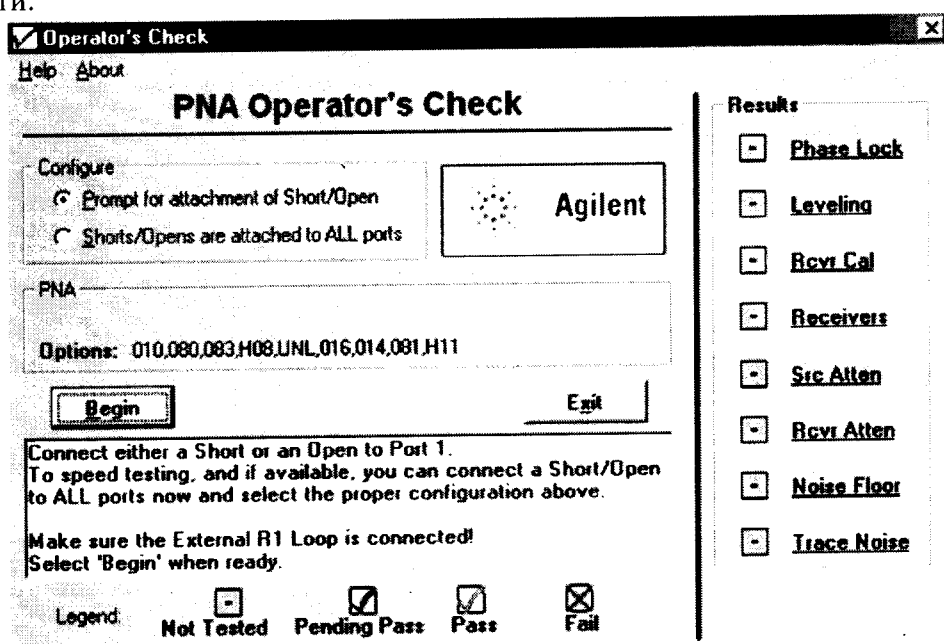 ти.
Operator's Check
Help About
PNA Operator's Check
Configure
Prompt for attachment of Short/Open
Shorts/Opens are attached to ALL ports
Agilent
PNA
Options: 010,080,083,H08,UNL,016,014,081,H11
Begin
Exit
Connect either a Short or an Open to Port 1.
To speed testing, and if available, you can connect a Short/Open
to ALL ports now and select the proper configuration above.
Make sure the External R1 Loop is connected!
Select 'Begin' when ready.
Legend:
Not Tested
Pending Pass
Pass
Fail
Results
Phase Lock
Leveling
Rcvr Cal
Receivers
Src Atten
Rcvr Atten
Noise Floor
Trace Noise